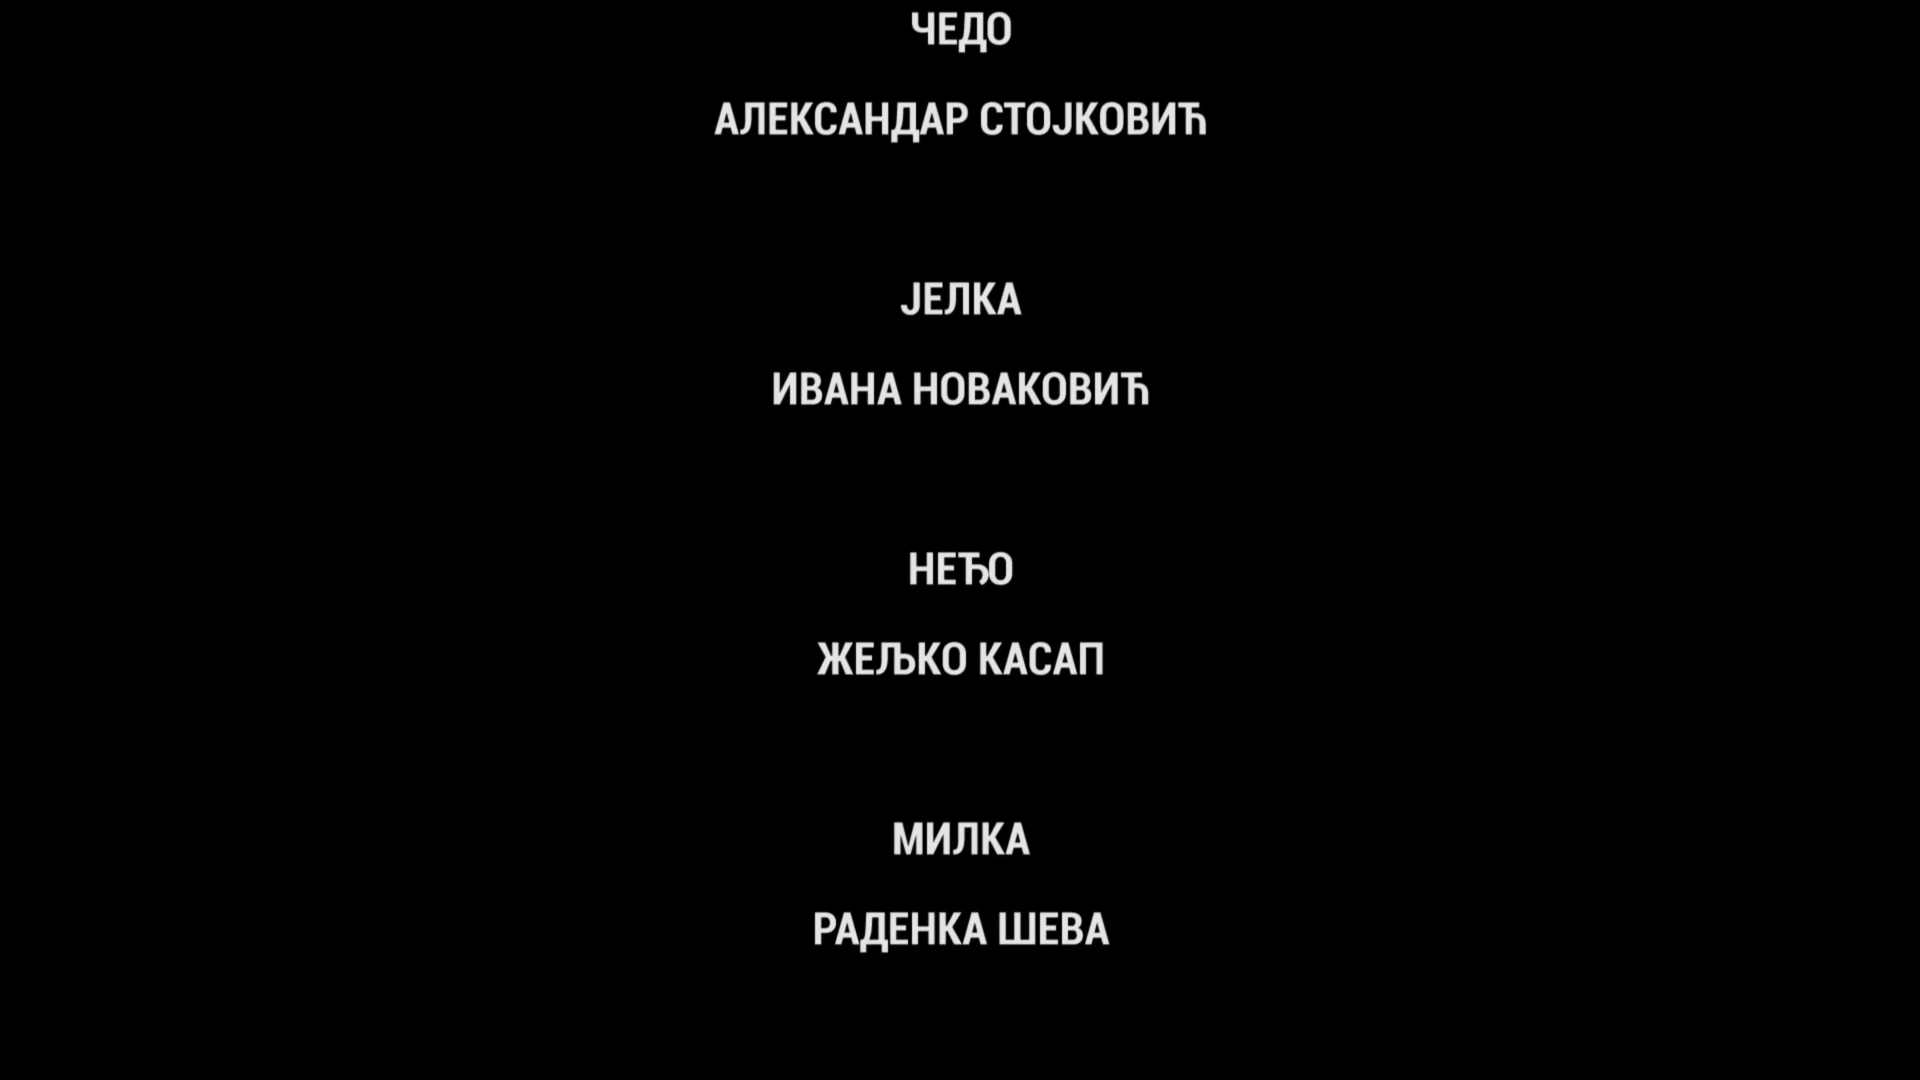 ЧЕДО
АЛЕКСАНДАР СТОЈКОВИЋ
ЈЕЛКА
ИВАНА НОВАКОВИЋ
НЕЂО
ЖЕЉКО КАСАП
МИЛКА
РАДЕНКА ШЕВА